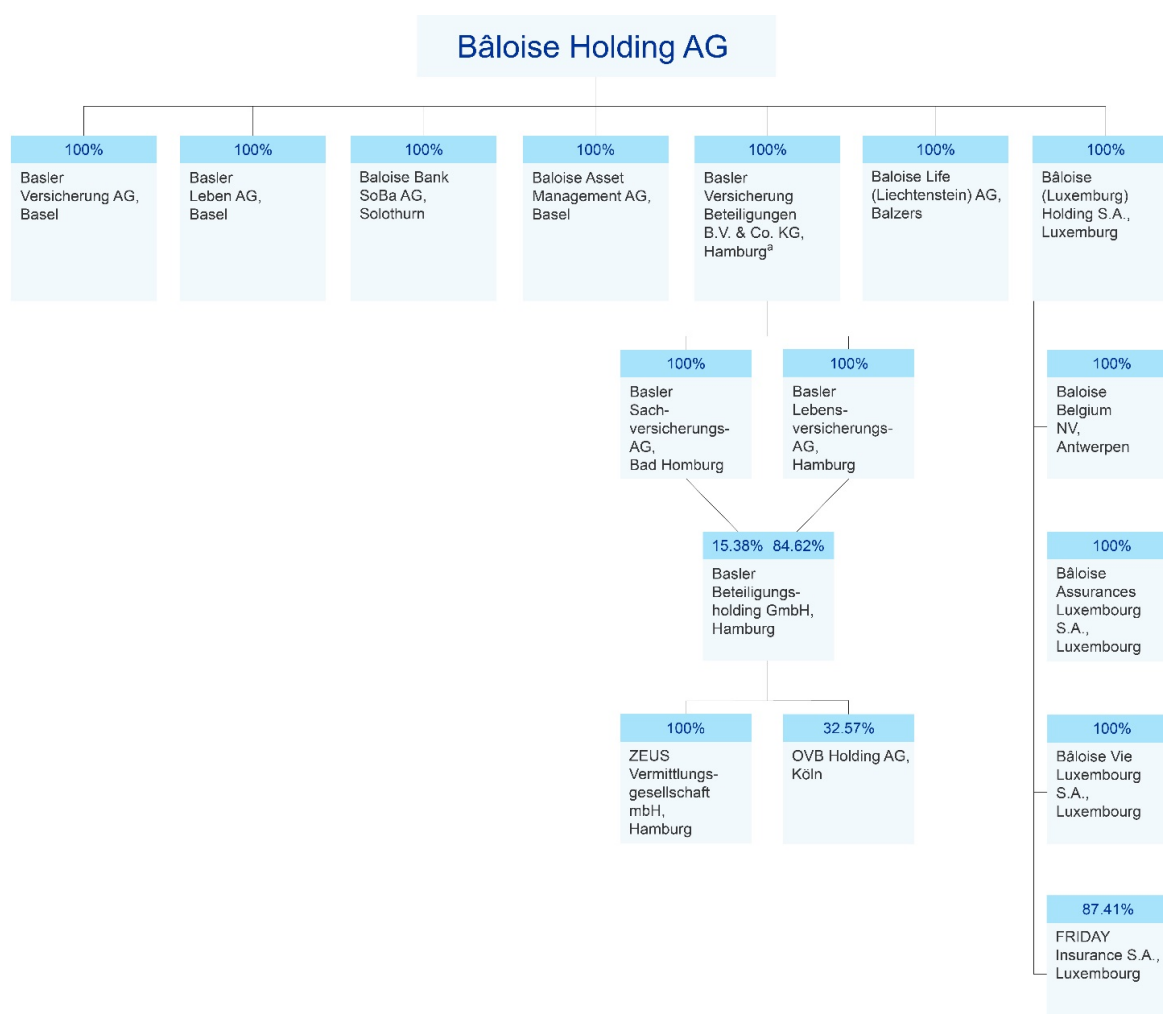 Bâloise Holding AG
100%
Basler
Versicherung AG,
Basel
100%
Basler
Leben AG,
Basel
100%
Baloise Bank
SoBa AG,
Solothurn
100%
Baloise Asset
Management AG,
Basel
100%
Basler
Versicherung
Beteiligungen
B.V. & Co. KG,
Hamburgª
100%
Baloise Life
(Liechtenstein) AG,
Balzers
100%
Bâloise
(Luxemburg)
Holding S.A.,
Luxemburg
100%
Basler
Sach-
versicherungs-
AG,
Bad Homburg
100%
Basler
Lebens-
versicherungs-
AG,
Hamburg
100%
Baloise
Belgium
NV,
Antwerpen
15.38% 84.62%
Basler
Beteiligungs-
holding GmbH,
Hamburg
100%
Bâloise
Assurances
Luxembourg
S.A.,
Luxembourg
100%
ZEUS
Vermittlungs-
gesellschaft
mbH,
Hamburg
32.57%
OVB Holding AG,
Köln
100%
Bâloise Vie
Luxembourg
S.A.,
Luxembourg
87.41%
FRIDAY
Insurance S.A.,
Luxembourg